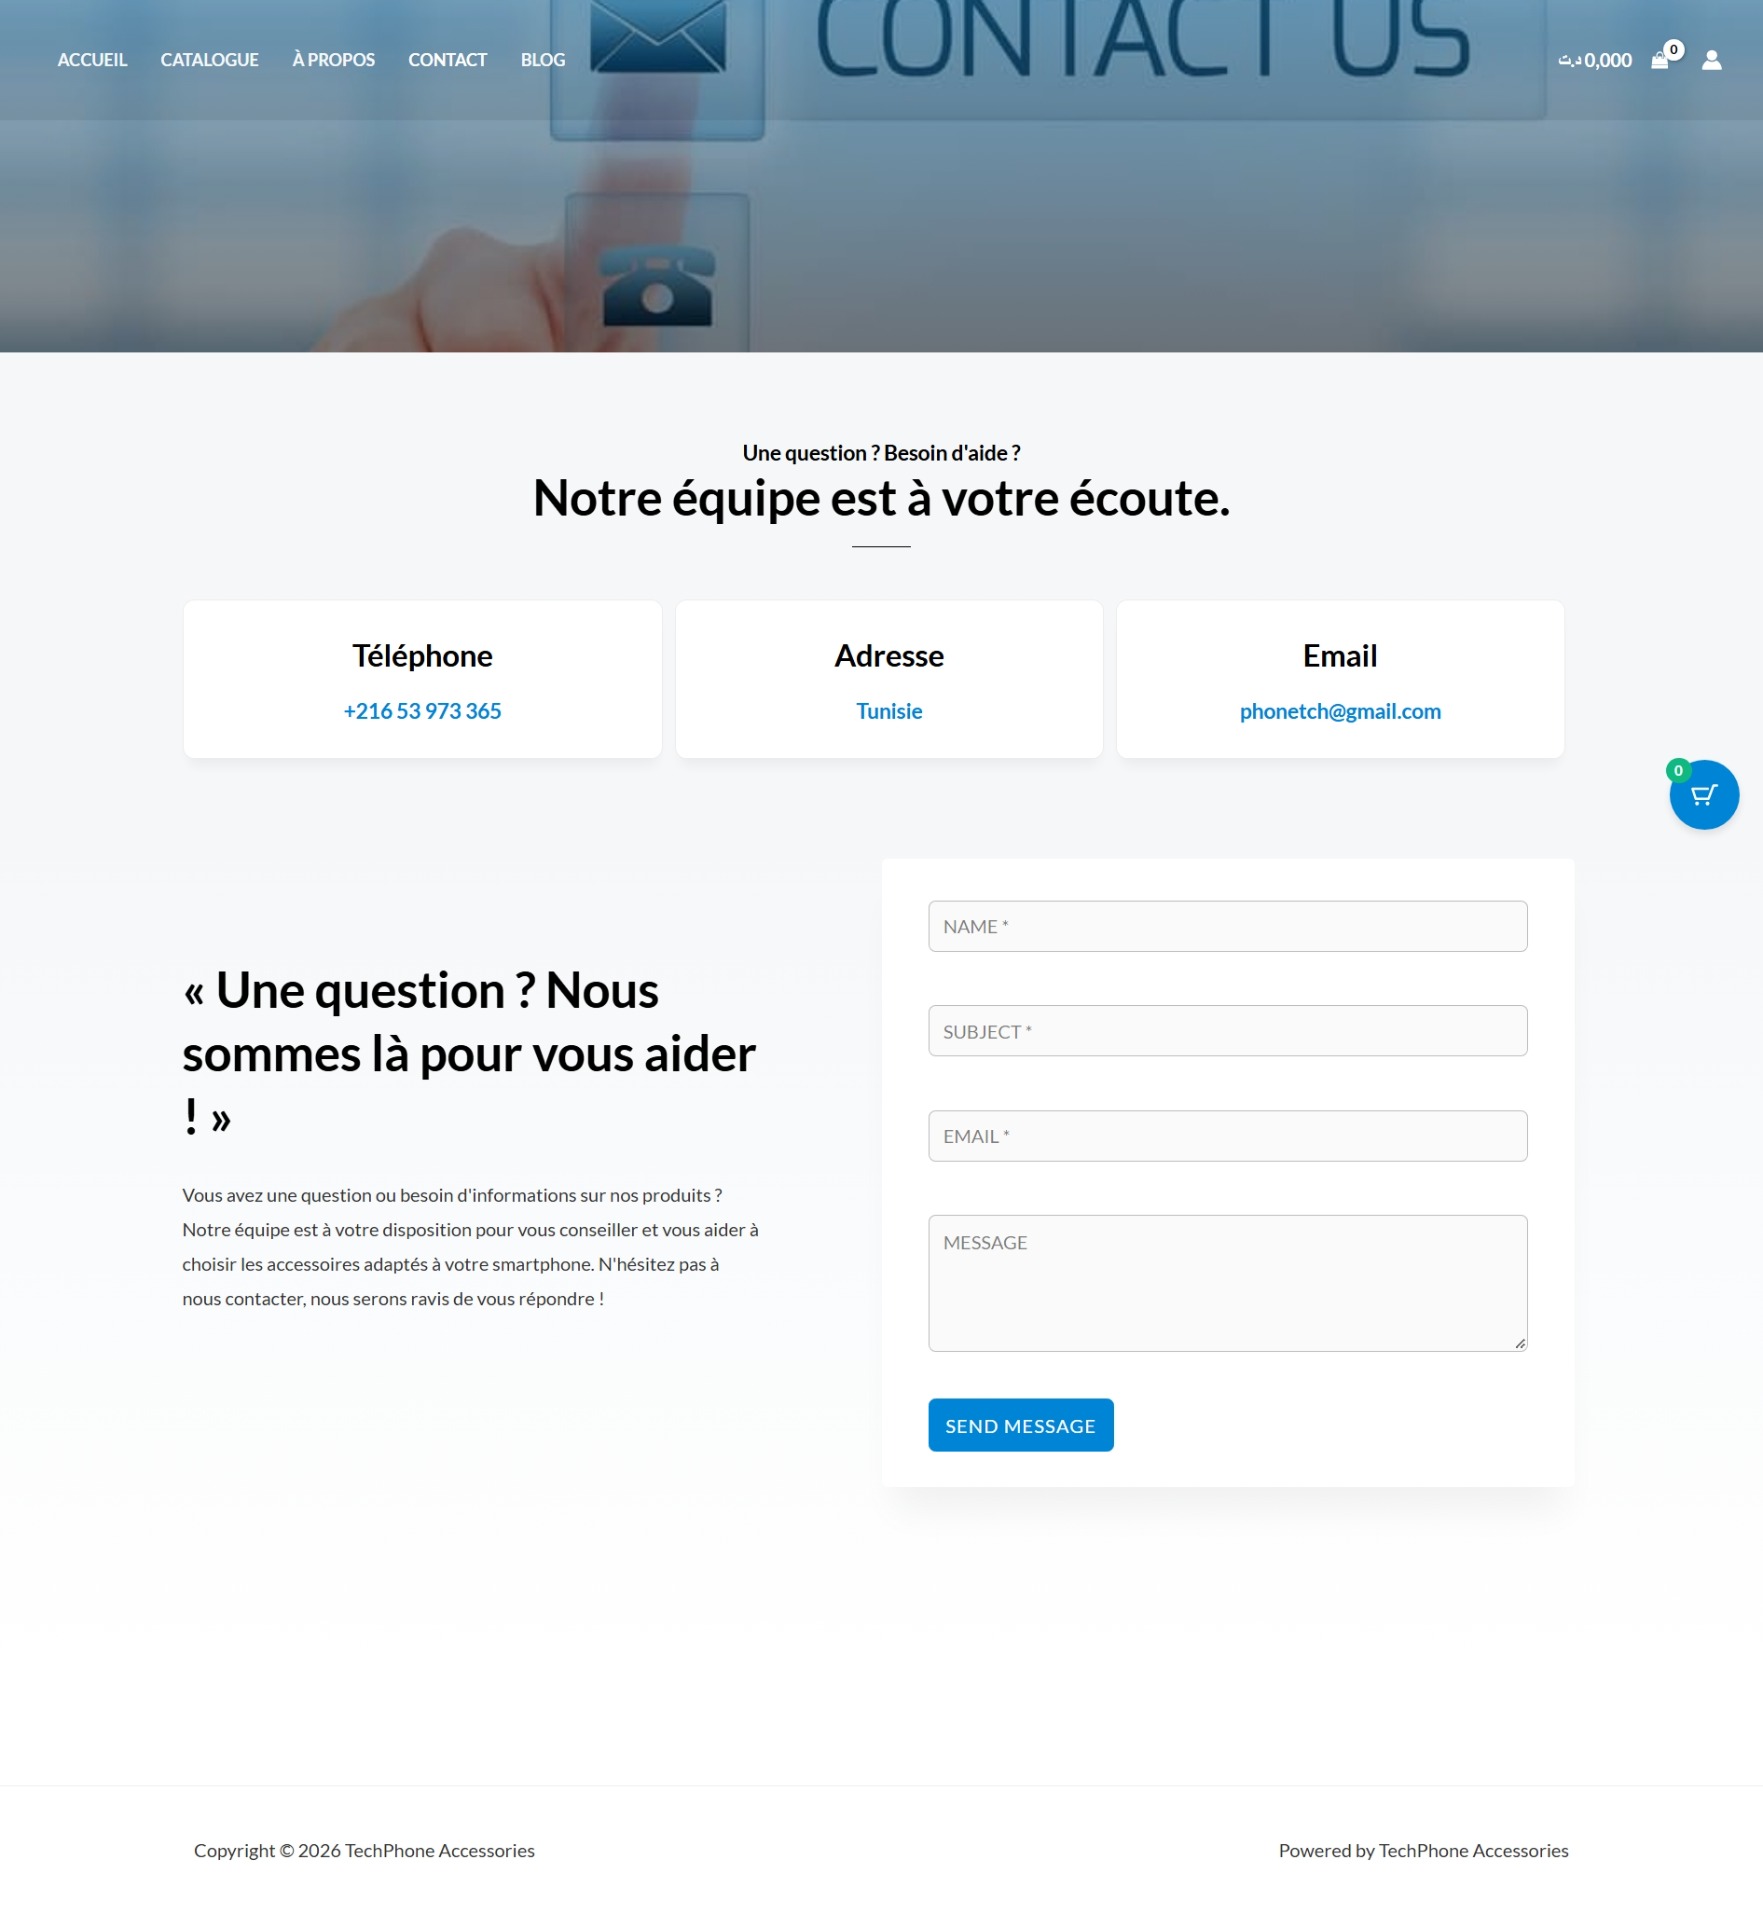 CONTACT US
ACCUEIL CATALOGUE À PROPOS CONTACT BLOG
0,000 د.ت 0
Une question ? Besoin d'aide ?
Notre équipe est à votre écoute.
Téléphone
+216 53 973 365
Adresse
Tunisie
Email
phonetch@gmail.com
0
« Une question ? Nous
sommes là pour vous aider
! »
Vous avez une question ou besoin d'informations sur nos produits ?
Notre équipe est à votre disposition pour vous conseiller et vous aider à
choisir les accessoires adaptés à votre smartphone. N'hésitez pas à
nous contacter, nous serons ravis de vous répondre !
NAME *
SUBJECT *
EMAIL *
MESSAGE
SEND MESSAGE
Copyright © 2026 TechPhone Accessories
Powered by TechPhone Accessories